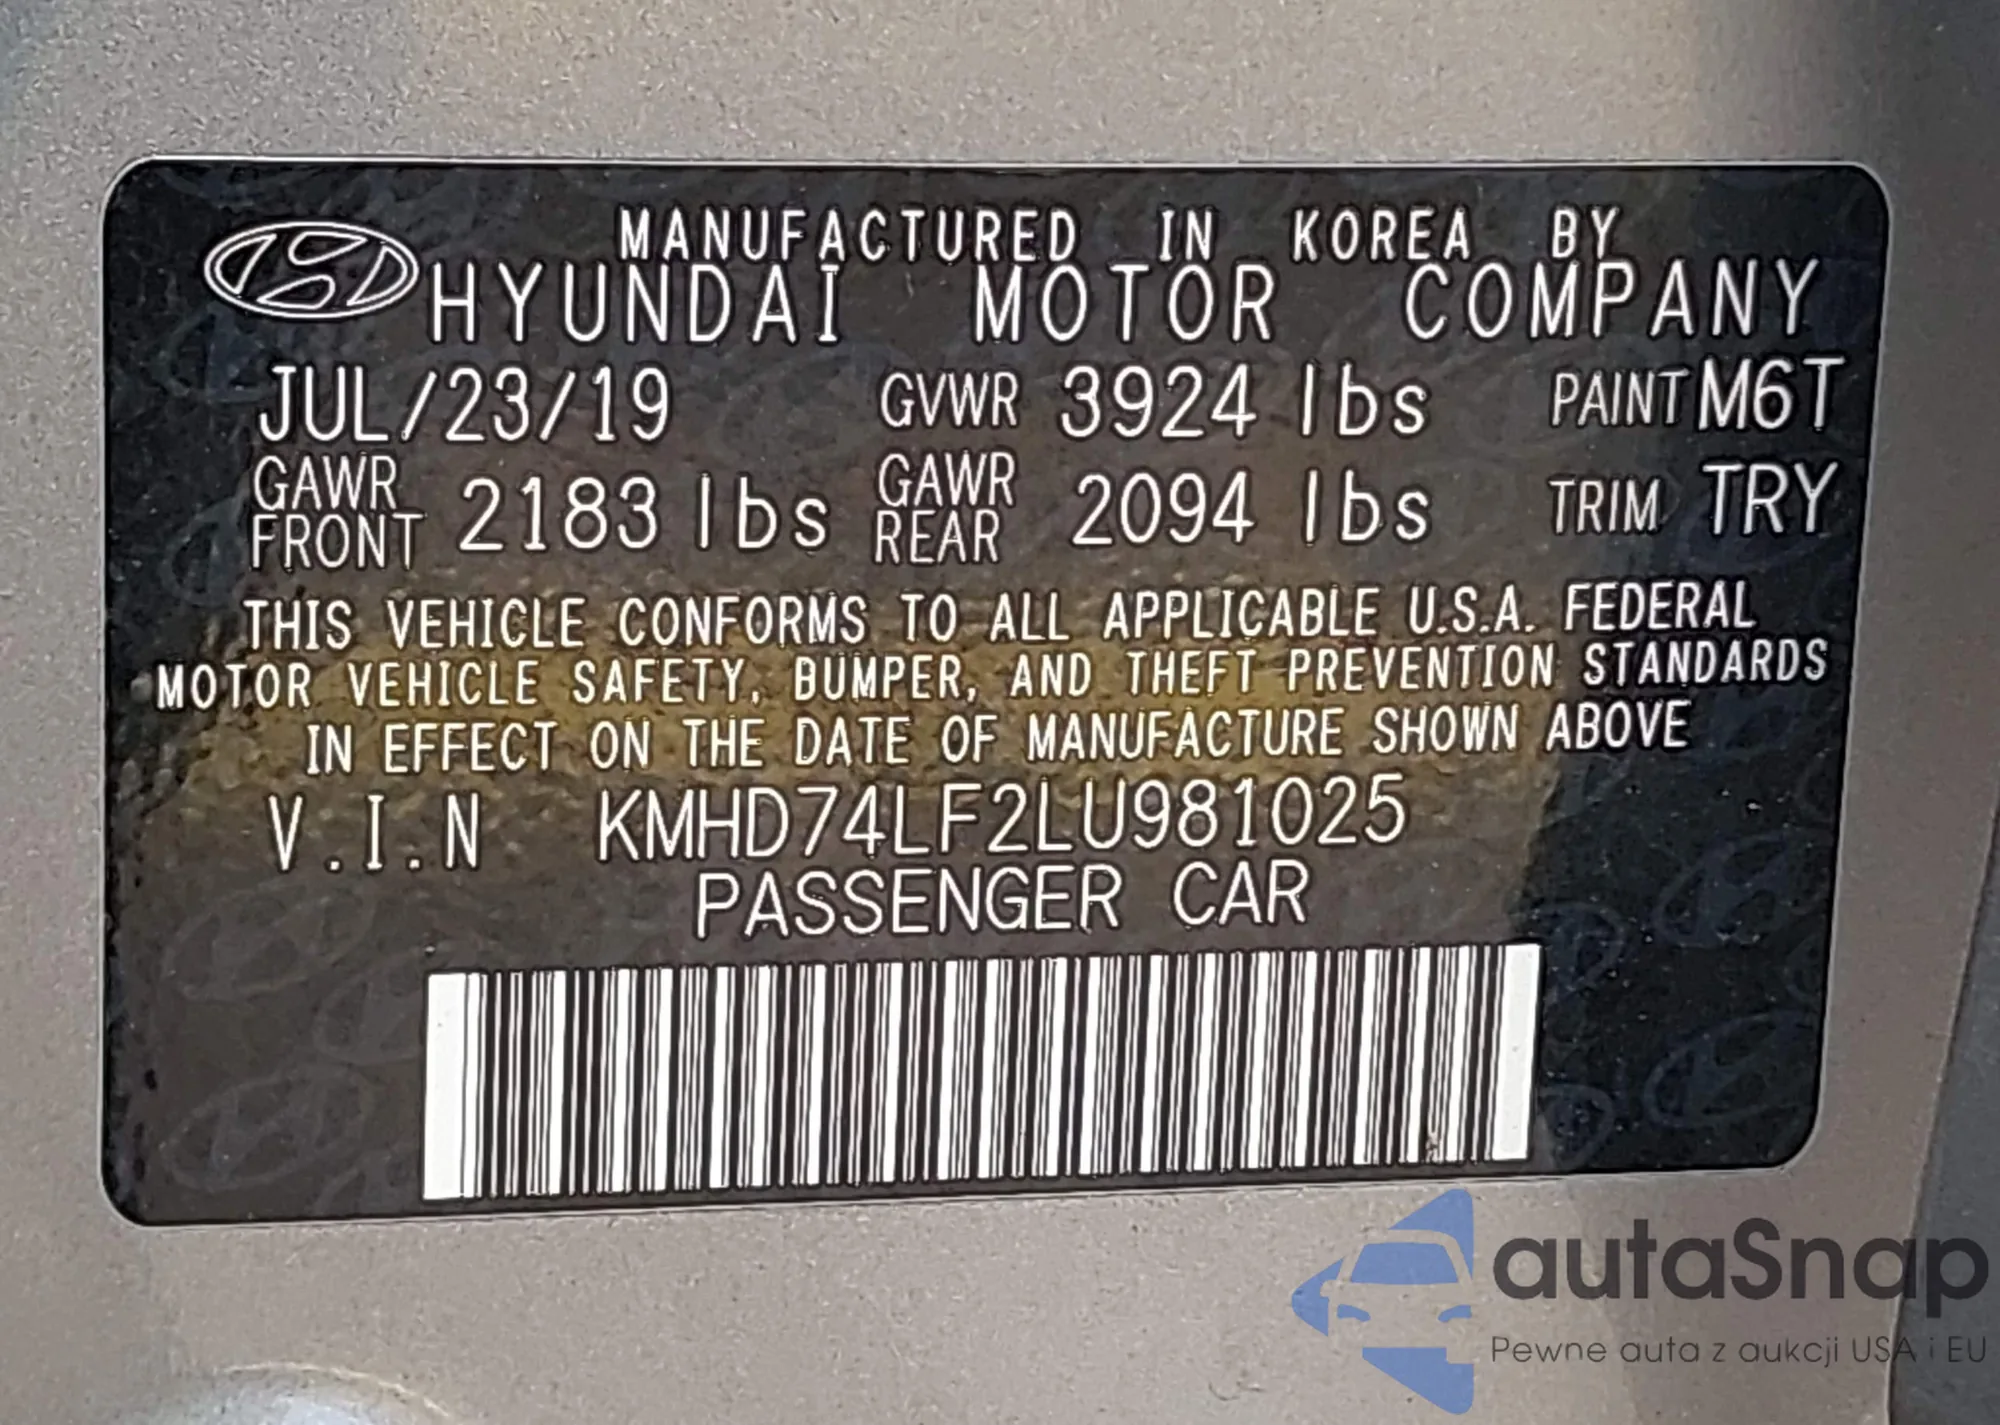 MANUFACTURED IN KOREA BY
HYUNDAI MOTOR COMPANY
JUL/23/19 GVWR 3924 lbs PAINT M6T
GAWR FRONT 2183 lbs GAWR REAR 2094 lbs TRIM TRY
THIS VEHICLE CONFORMS TO ALL APPLICABLE U.S.A. FEDERAL
MOTOR VEHICLE SAFETY, BUMPER, AND THEFT PREVENTION STANDARDS
IN EFFECT ON THE DATE OF MANUFACTURE SHOWN ABOVE
V.I.N KMHD74LF2LU981025
PASSENGER CAR
autaSnap
Pewne auta z aukcji USA i EU